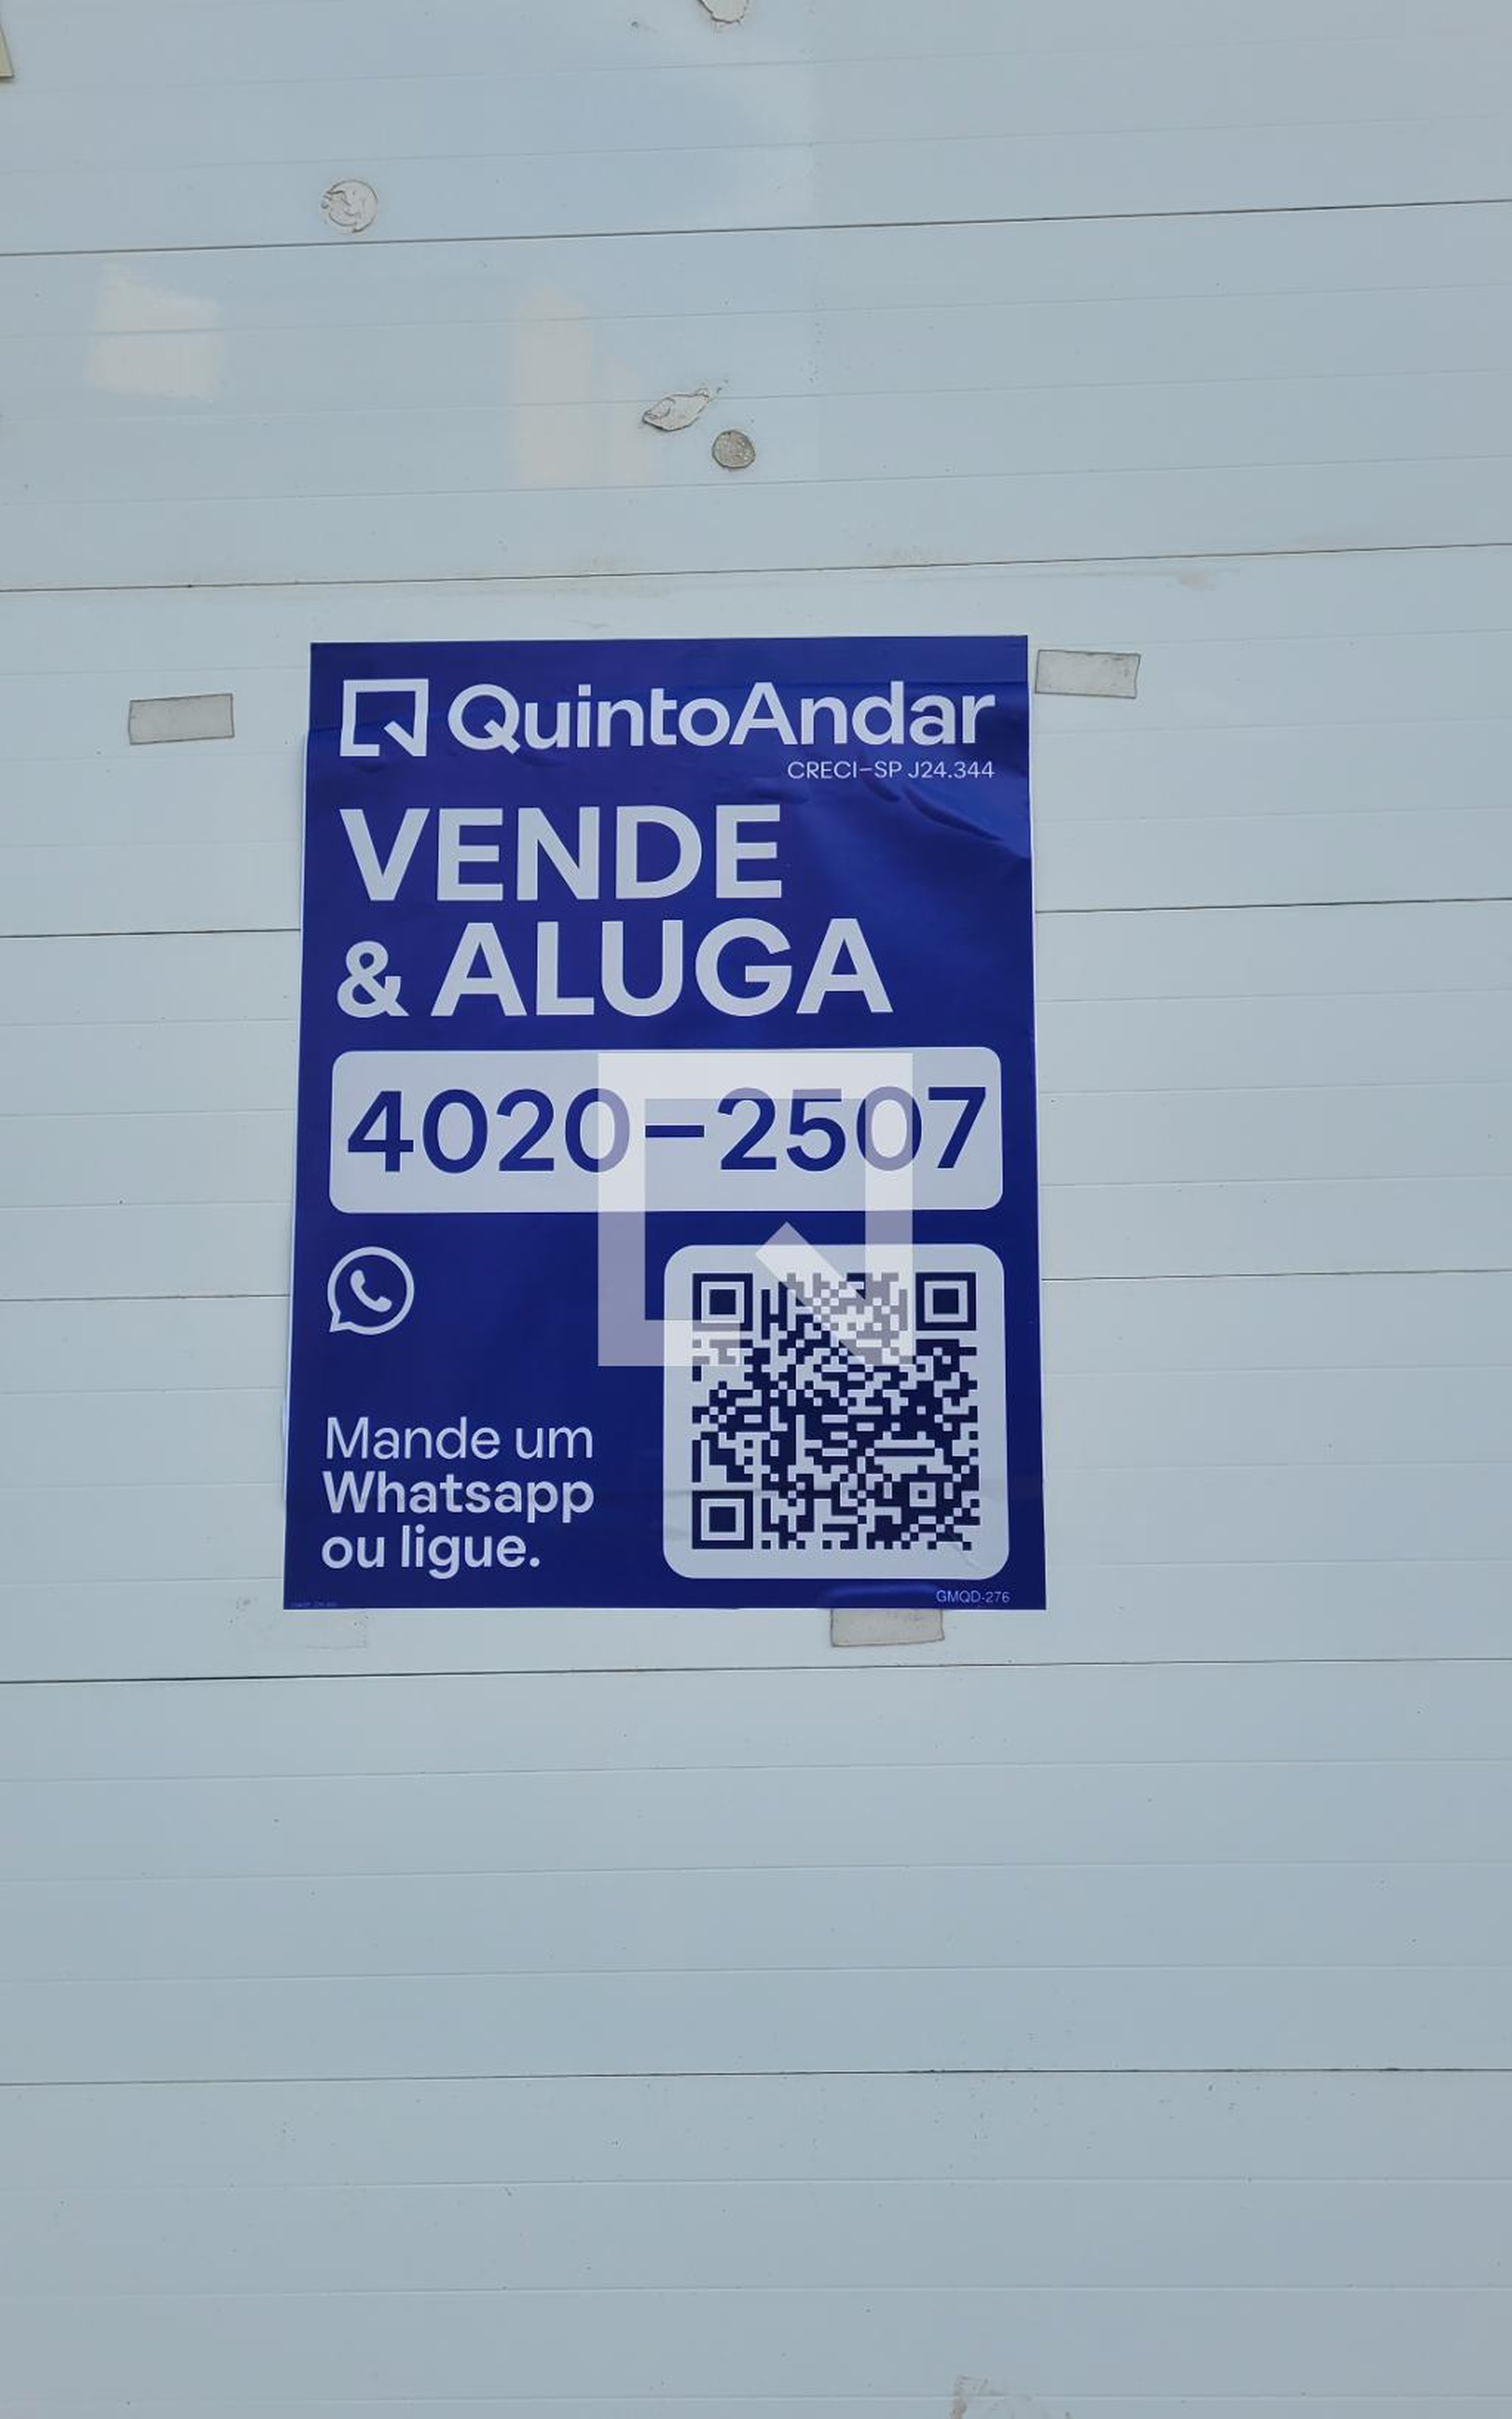 QuintoAndar
CRECI-SP J24.344
VENDE
& ALUGA
4020-2507
Mande um
Whatsapp
ou ligue.
GMQD-276